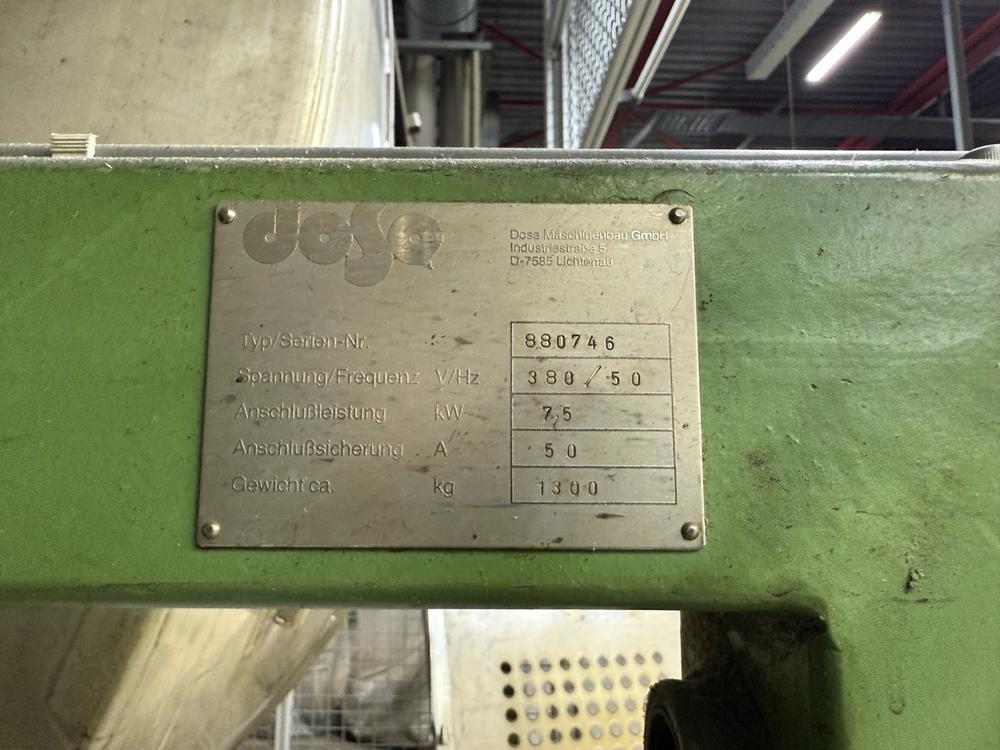 dose
Dose Maschinenbau GmbH
Industriestraße 5
D-7585 Lichtenau
Typ/Serien-Nr. 880746
Spannung/Frequenz V/Hz 380/50
Anschlußleistung kW 7,5
Anschlußsicherung A 50
Gewicht ca. kg 1300